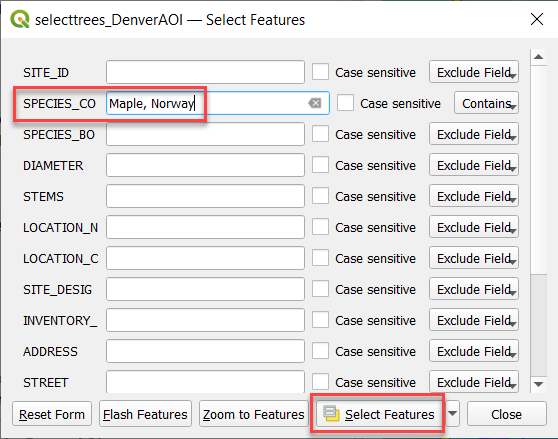 selecttrees_DenverAOI — Select Features
SITE_ID Case sensitive Exclude Field
SPECIES_CO Maple, Norway Case sensitive Contains
SPECIES_BO Case sensitive Exclude Field
DIAMETER Case sensitive Exclude Field
STEMS Case sensitive Exclude Field
LOCATION_N Case sensitive Exclude Field
LOCATION_C Case sensitive Exclude Field
SITE_DESIG Case sensitive Exclude Field
INVENTORY_ Case sensitive Exclude Field
ADDRESS Case sensitive Exclude Field
STREET Case sensitive Exclude Field
Reset Form Flash Features Zoom to Features Select Features Close